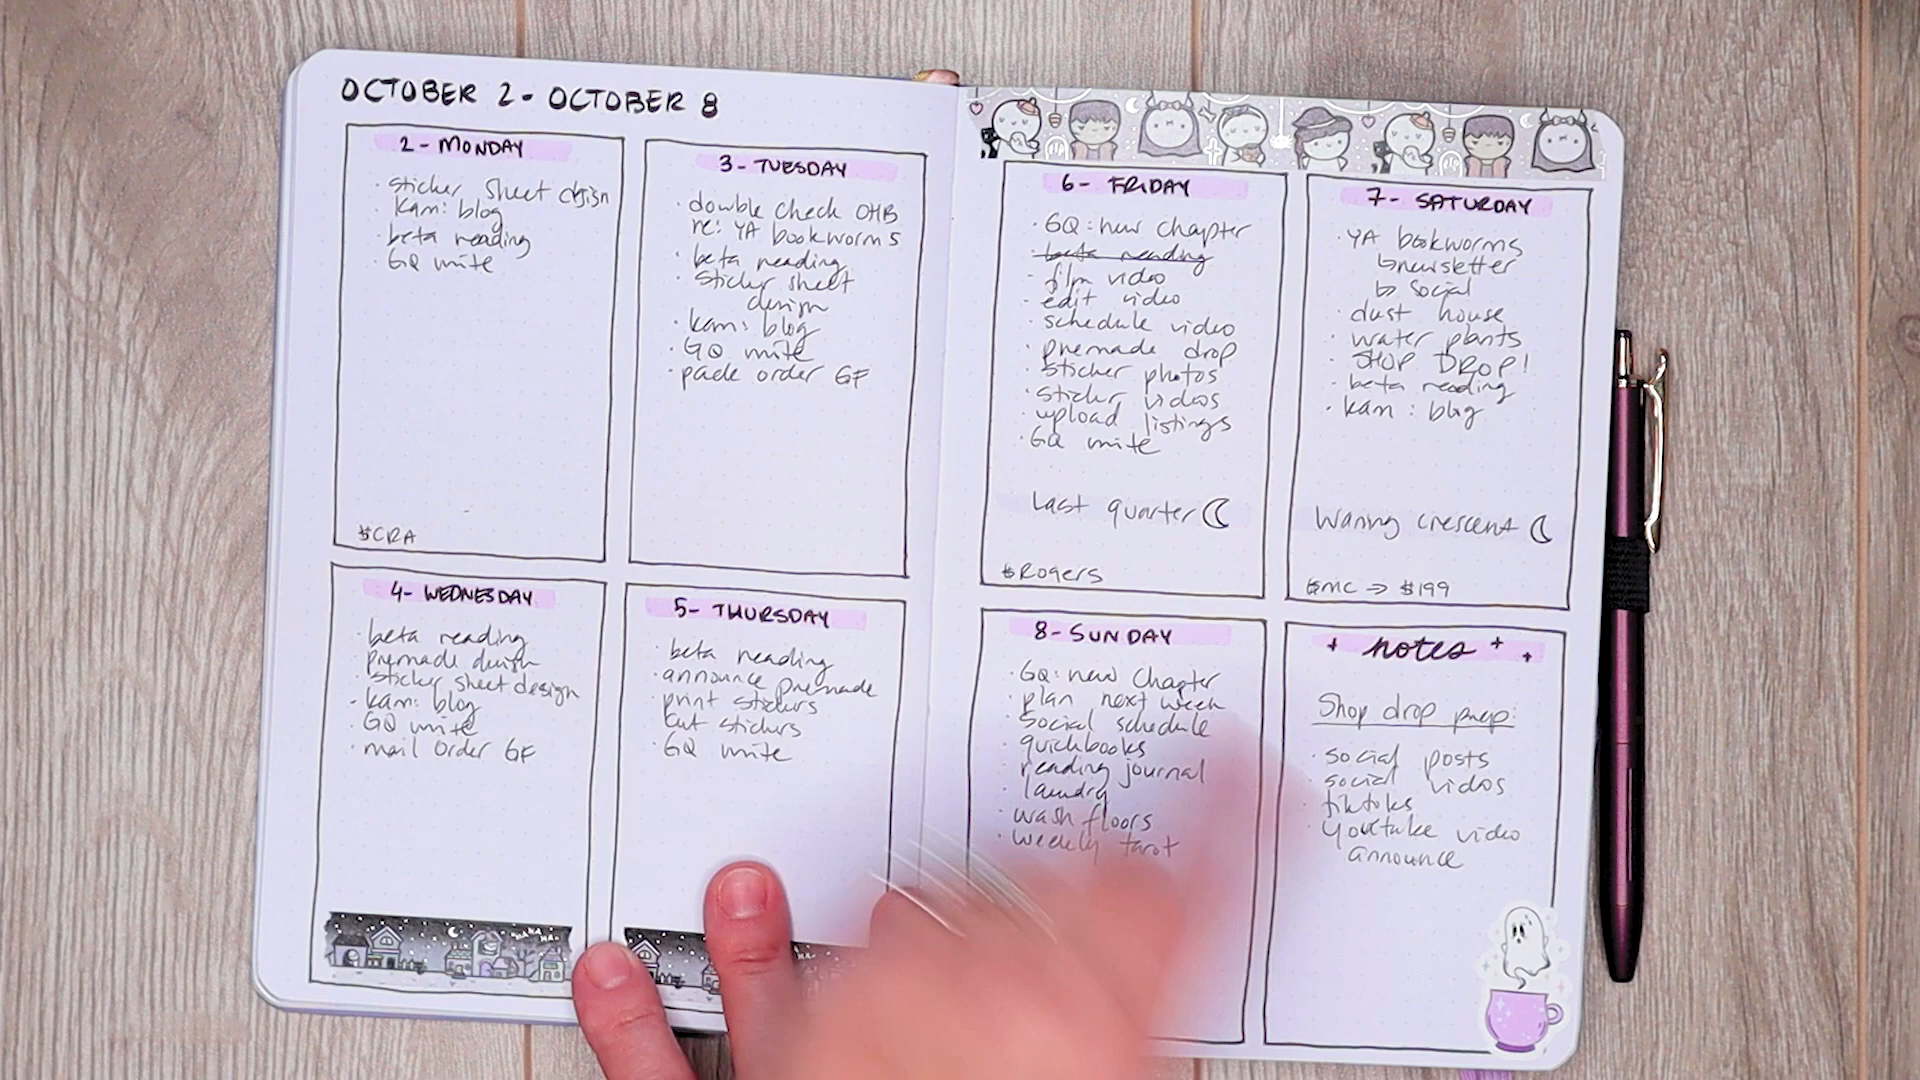 OCTOBER 2 - OCTOBER 8
2 - MONDAY
· sticker sheet design
· Kam: blog
· beta reading
· GQ write
$CRA
3 - TUESDAY
· double check OHB
re: YA bookworms
· beta reading
· sticker sheet
design
· Kam: blog
· GQ write
· pack order GF
4 - WEDNESDAY
· beta reading
· premade design
· sticker sheet design
· Kam: blog
· GQ write
· mail order GF
HAHA HA
5 - THURSDAY
· beta reading
· announce premade
· print stickers
· cut stickers
· GQ write
HA
6 - FRIDAY
· GQ: new chapter
· beta reading
· film video
· edit video
· schedule video
· premade drop
· sticker photos
· sticker videos
· upload listings
· GQ write
Last quarter
$Rogers
7 - SATURDAY
· YA bookworms
↳ newsletter
↳ social
· dust house
· water plants
· SHOP DROP!
· beta reading
· Kam: blog
Waning crescent
$MC → $199
8 - SUNDAY
· GQ: new chapter
· plan next week
· social schedule
· quickbooks
· reading journal
· laundry
· wash floors
· weekly tarot
notes
Shop drop prep:
· social posts
· social videos
· tiktoks
· video
announce